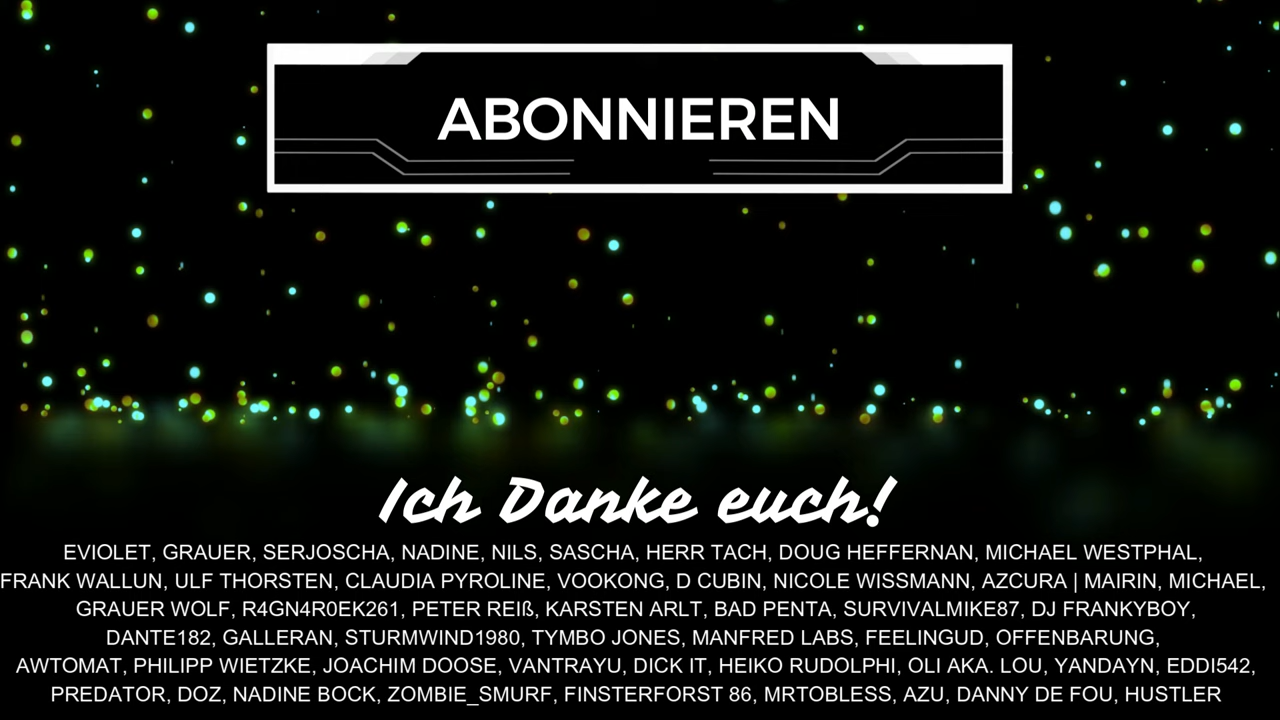 ABONNIEREN
Ich Danke euch!
EVIOLET, GRAUER, SERJOSCHA, NADINE, NILS, SASCHA, HERR TACH, DOUG HEFFERNAN, MICHAEL WESTPHAL,
FRANK WALLUN, ULF THORSTEN, CLAUDIA PYROLINE, VOOKONG, D CUBIN, NICOLE WISSMANN, AZCURA | MAIRIN, MICHAEL,
GRAUER WOLF, R4GN4R0EK261, PETER REIß, KARSTEN ARLT, BAD PENTA, SURVIVALMIKE87, DJ FRANKYBOY,
DANTE182, GALLERAN, STURMWIND1980, TYMBO JONES, MANFRED LABS, FEELINGUD, OFFENBARUNG,
AWTOMAT, PHILIPP WIETZKE, JOACHIM DOOSE, VANTRAYU, DICK IT, HEIKO RUDOLPHI, OLI AKA. LOU, YANDAYN, EDDI542,
PREDATOR, DOZ, NADINE BOCK, ZOMBIE_SMURF, FINSTERFORST 86, MRTOBLESS, AZU, DANNY DE FOU, HUSTLER